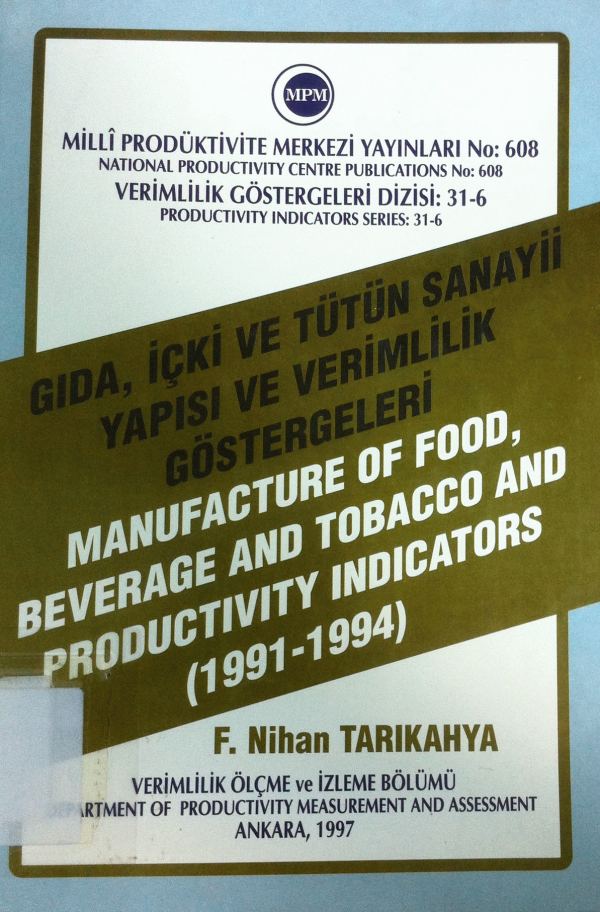 MPM
MİLLÎ PRODÜKTİVİTE MERKEZİ YAYINLARI No: 608
NATIONAL PRODUCTIVITY CENTRE PUBLICATIONS No: 608
VERİMLİLİK GÖSTERGELERİ DİZİSİ: 31-6
PRODUCTIVITY INDICATORS SERIES: 31-6
GIDA, İÇKİ VE TÜTÜN SANAYİİ
YAPISI VE VERİMLİLİK
GÖSTERGELERİ
MANUFACTURE OF FOOD,
BEVERAGE AND TOBACCO AND
PRODUCTIVITY INDICATORS
(1991-1994)
F. Nihan TARIKAHYA
VERİMLİLİK ÖLÇME ve İZLEME BÖLÜMÜ
DEPARTMENT OF PRODUCTIVITY MEASUREMENT AND ASSESSMENT
ANKARA, 1997